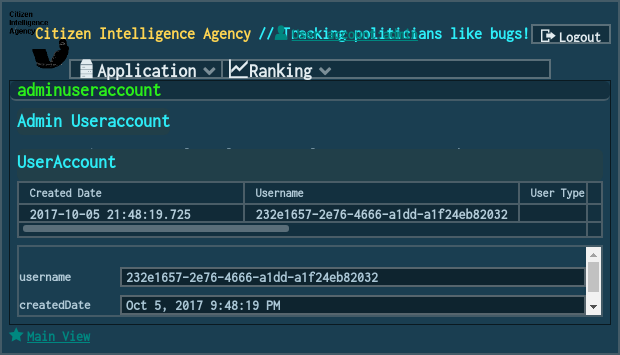 Citizen
Intelligence
Agency
Citizen Intelligence Agency // Tracking politicians like bugs!
Logout
Application
Ranking
adminuseraccount
Admin Useraccount
UserAccount
Created Date Username User Type
2017-10-05 21:48:19.725 232e1657-2e76-4666-a1dd-a1f24eb82032
username 232e1657-2e76-4666-a1dd-a1f24eb82032
createdDate Oct 5, 2017 9:48:19 PM
Main View